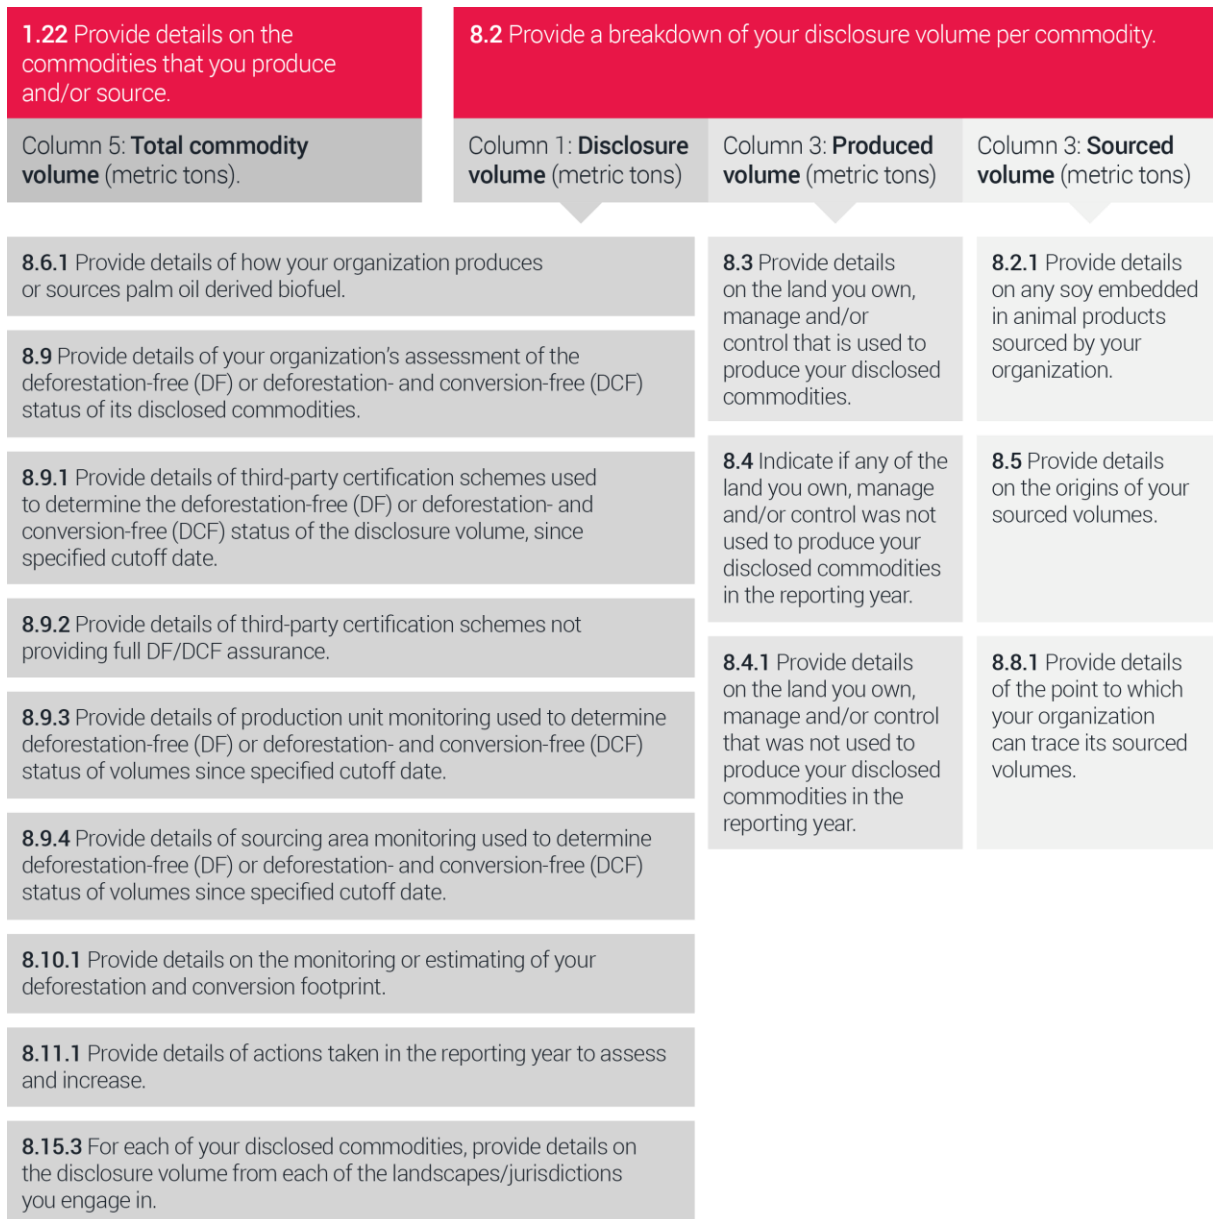 1.22 Provide details on the
commodities that you produce
and/or source.
Column 5: Total commodity
volume (metric tons).
8.2 Provide a breakdown of your disclosure volume per commodity.
Column 1: Disclosure
volume (metric tons)
Column 3: Produced
volume (metric tons)
Column 3: Sourced
volume (metric tons)
8.6.1 Provide details of how your organization produces
or sources palm oil derived biofuel.
8.9 Provide details of your organization's assessment of the
deforestation-free (DF) or deforestation- and conversion-free (DCF)
status of its disclosed commodities.
8.9.1 Provide details of third-party certification schemes used
to determine the deforestation-free (DF) or deforestation- and
conversion-free (DCF) status of the disclosure volume, since
specified cutoff date.
8.9.2 Provide details of third-party certification schemes not
providing full DF/DCF assurance.
8.9.3 Provide details of production unit monitoring used to determine
deforestation-free (DF) or deforestation- and conversion-free (DCF)
status of volumes since specified cutoff date.
8.9.4 Provide details of sourcing area monitoring used to determine
deforestation-free (DF) or deforestation- and conversion-free (DCF)
status of volumes since specified cutoff date.
8.10.1 Provide details on the monitoring or estimating of your
deforestation and conversion footprint.
8.11.1 Provide details of actions taken in the reporting year to assess
and increase.
8.15.3 For each of your disclosed commodities, provide details on
the disclosure volume from each of the landscapes/jurisdictions
you engage in.
8.3 Provide details
on the land you own,
manage and/or
control that is used to
produce your disclosed
commodities.
8.4 Indicate if any of the
land you own, manage
and/or control was not
used to produce your
disclosed commodities
in the reporting year.
8.4.1 Provide details
on the land you own,
manage and/or control
that was not used to
produce your disclosed
commodities in the
reporting year.
8.2.1 Provide details
on any soy embedded
in animal products
sourced by your
organization.
8.5 Provide details
on the origins of your
sourced volumes.
8.8.1 Provide details
of the point to which
your organization
can trace its sourced
volumes.